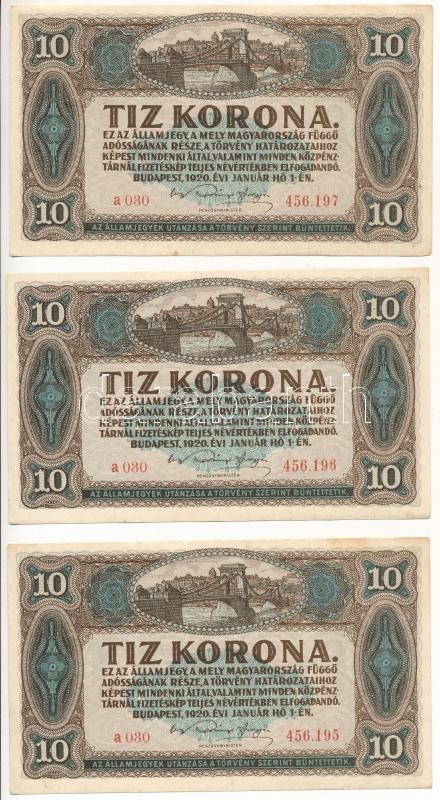 10 10
TIZ KORONA.
EZ AZ ÁLLAMJEGY, A MELY MAGYARORSZÁG FÜGGŐ
ADÓSSÁGÁNAK RÉSZE, A TÖRVÉNY HATÁROZATAIHOZ
KÉPEST MINDENKI ÁLTAL, VALAMINT MINDEN KÖZPÉNZ-
TÁRNÁL FIZETÉSKÉP TELJES NÉVÉRTÉKBEN ELFOGADANDÓ.
BUDAPEST, 1920. ÉVI JANUÁR HÓ 1-ÉN.
a 030 456.197
PÉNZÜGYMINISTER
10 10
AZ ÁLLAMJEGYEK UTÁNZÁSA A TÖRVÉNY SZERINT BÜNTETTETIK.
10 10
TIZ KORONA.
EZ AZ ÁLLAMJEGY, A MELY MAGYARORSZÁG FÜGGŐ
ADÓSSÁGÁNAK RÉSZE, A TÖRVÉNY HATÁROZATAIHOZ
KÉPEST MINDENKI ÁLTAL, VALAMINT MINDEN KÖZPÉNZ-
TÁRNÁL FIZETÉSKÉP TELJES NÉVÉRTÉKBEN ELFOGADANDÓ.
BUDAPEST, 1920. ÉVI JANUÁR HÓ 1-ÉN.
a 030 456.196
PÉNZÜGYMINISTER
10 10
AZ ÁLLAMJEGYEK UTÁNZÁSA A TÖRVÉNY SZERINT BÜNTETTETIK.
10 10
TIZ KORONA.
EZ AZ ÁLLAMJEGY, A MELY MAGYARORSZÁG FÜGGŐ
ADÓSSÁGÁNAK RÉSZE, A TÖRVÉNY HATÁROZATAIHOZ
KÉPEST MINDENKI ÁLTAL, VALAMINT MINDEN KÖZPÉNZ-
TÁRNÁL FIZETÉSKÉP TELJES NÉVÉRTÉKBEN ELFOGADANDÓ.
BUDAPEST, 1920. ÉVI JANUÁR HÓ 1-ÉN.
a 030 456.195
PÉNZÜGYMINISTER
10 10
AZ ÁLLAMJEGYEK UTÁNZÁSA A TÖRVÉNY SZERINT BÜNTETTETIK.